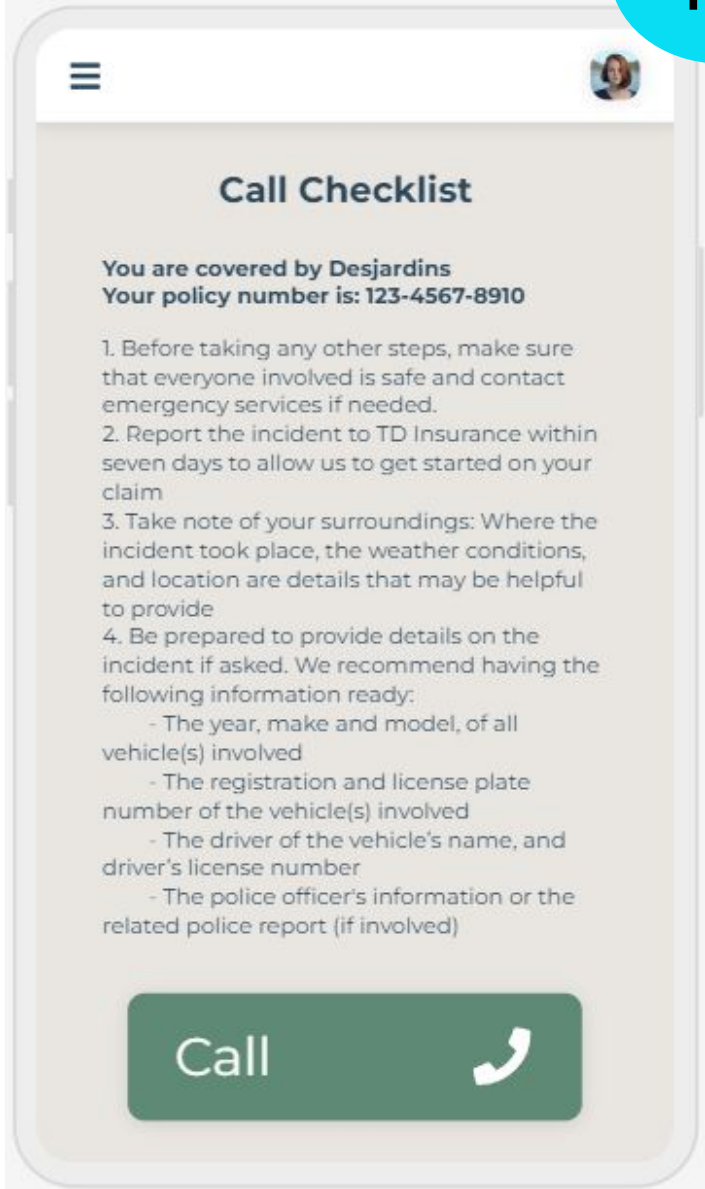 Call Checklist
You are covered by Desjardins
Your policy number is: 123-4567-8910
1. Before taking any other steps, make sure
that everyone involved is safe and contact
emergency services if needed.
2. Report the incident to TD Insurance within
seven days to allow us to get started on your
claim
3. Take note of your surroundings: Where the
incident took place, the weather conditions,
and location are details that may be helpful
to provide
4. Be prepared to provide details on the
incident if asked. We recommend having the
following information ready:
- The year, make and model, of all
vehicle(s) involved
- The registration and license plate
number of the vehicle(s) involved
- The driver of the vehicle's name, and
driver's license number
- The police officer's information or the
related police report (if involved)
Call